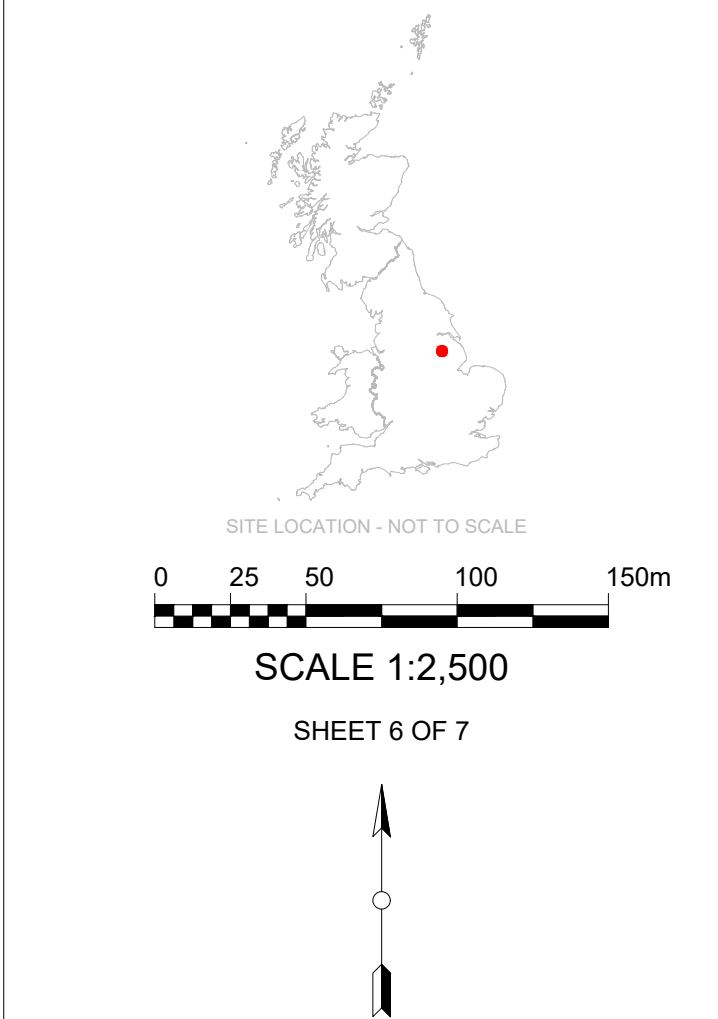 SITE LOCATION - NOT TO SCALE
0 25 50 100 150m
SCALE 1:2,500
SHEET 6 OF 7